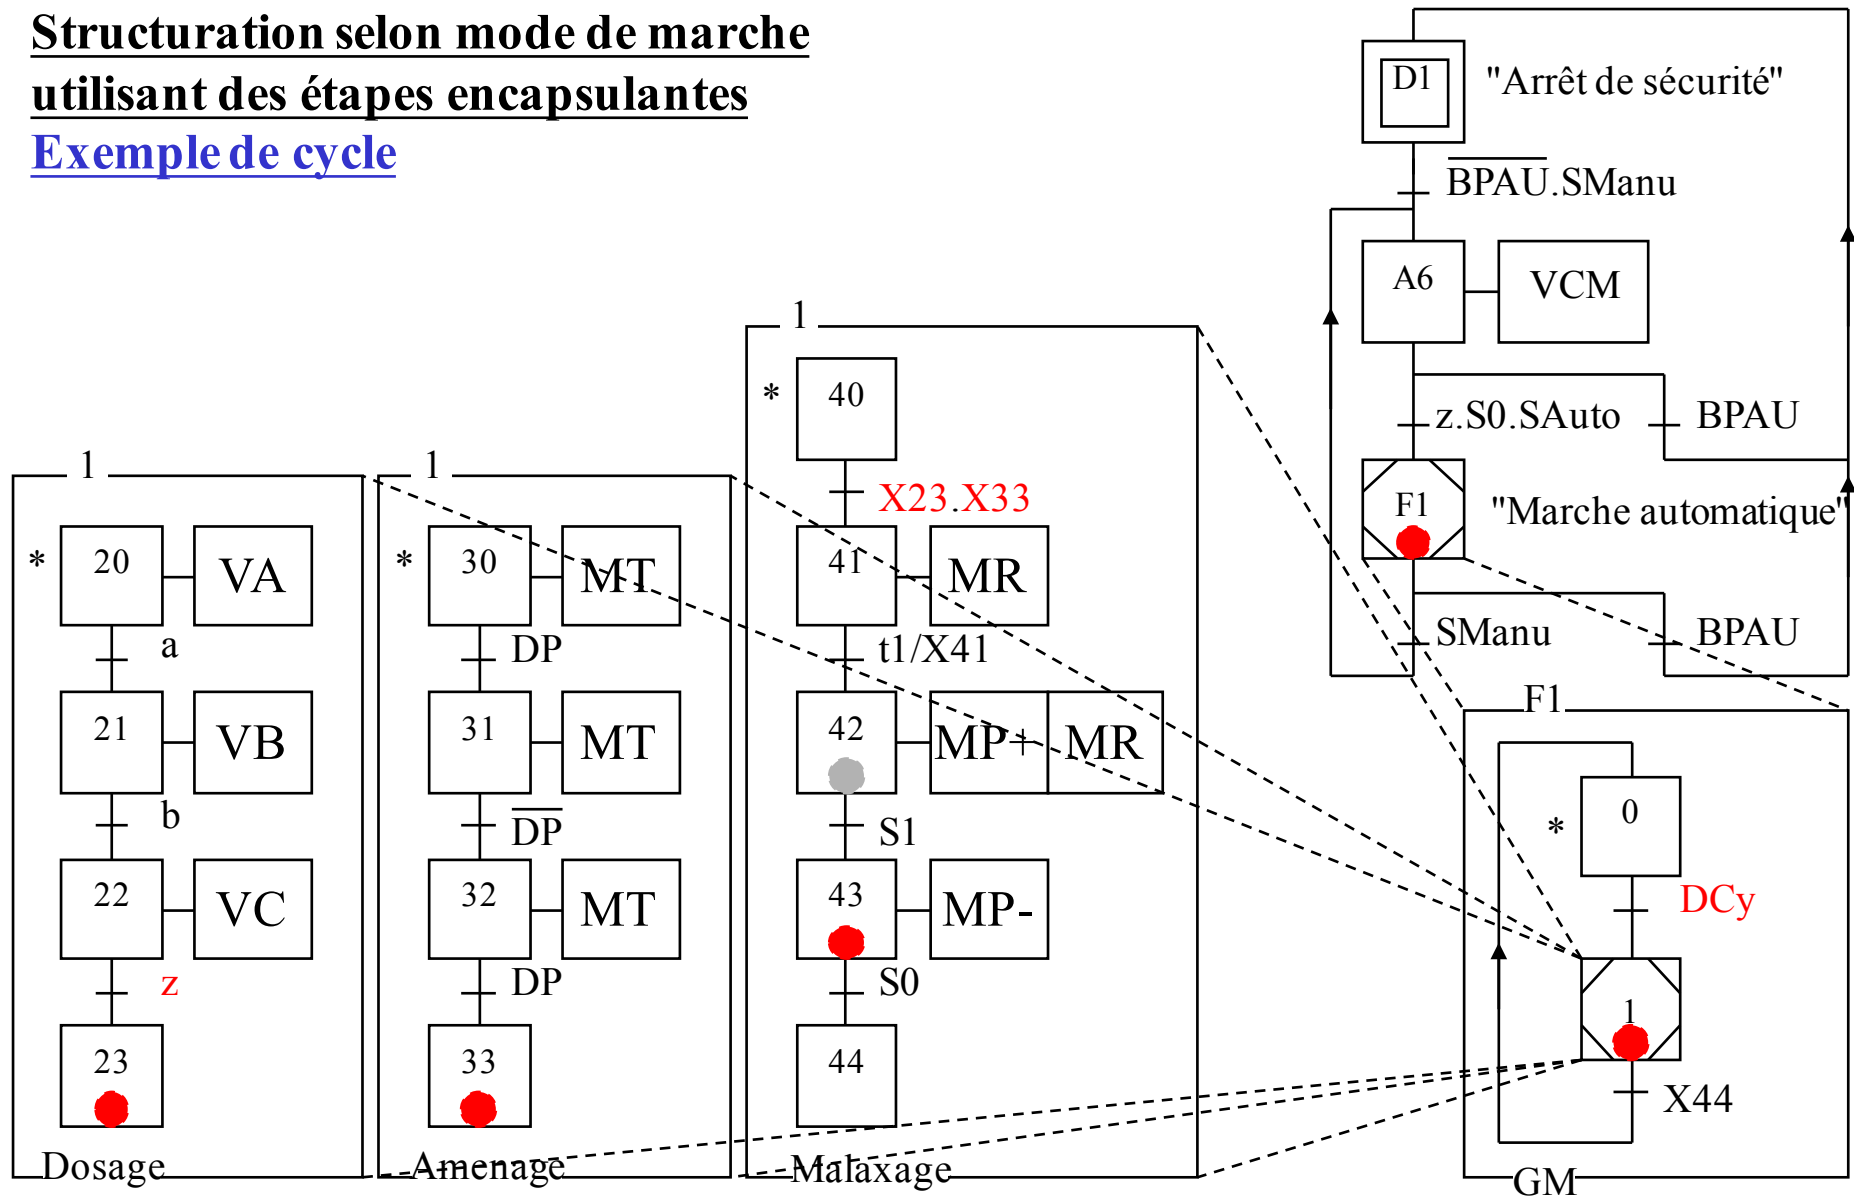 Structuration selon mode de marche
utilisant des étapes encapsulantes
Exemple de cycle
D1
"Arrêt de sécurité"
BPAU.SManu
A6
VCM
z.S0.SAuto
BPAU
F1
"Marche automatique"
SManu
BPAU
1
*
20
VA
a
21
VB
b
22
VC
z
23
Dosage
1
*
30
MT
DP
31
MT
DP
32
MT
DP
33
Amenage
1
*
40
X23.X33
41
MR
t1/X41
42
MP+
MR
S1
43
MP-
S0
44
Malaxage
F1
*
0
DCy
1
X44
GM